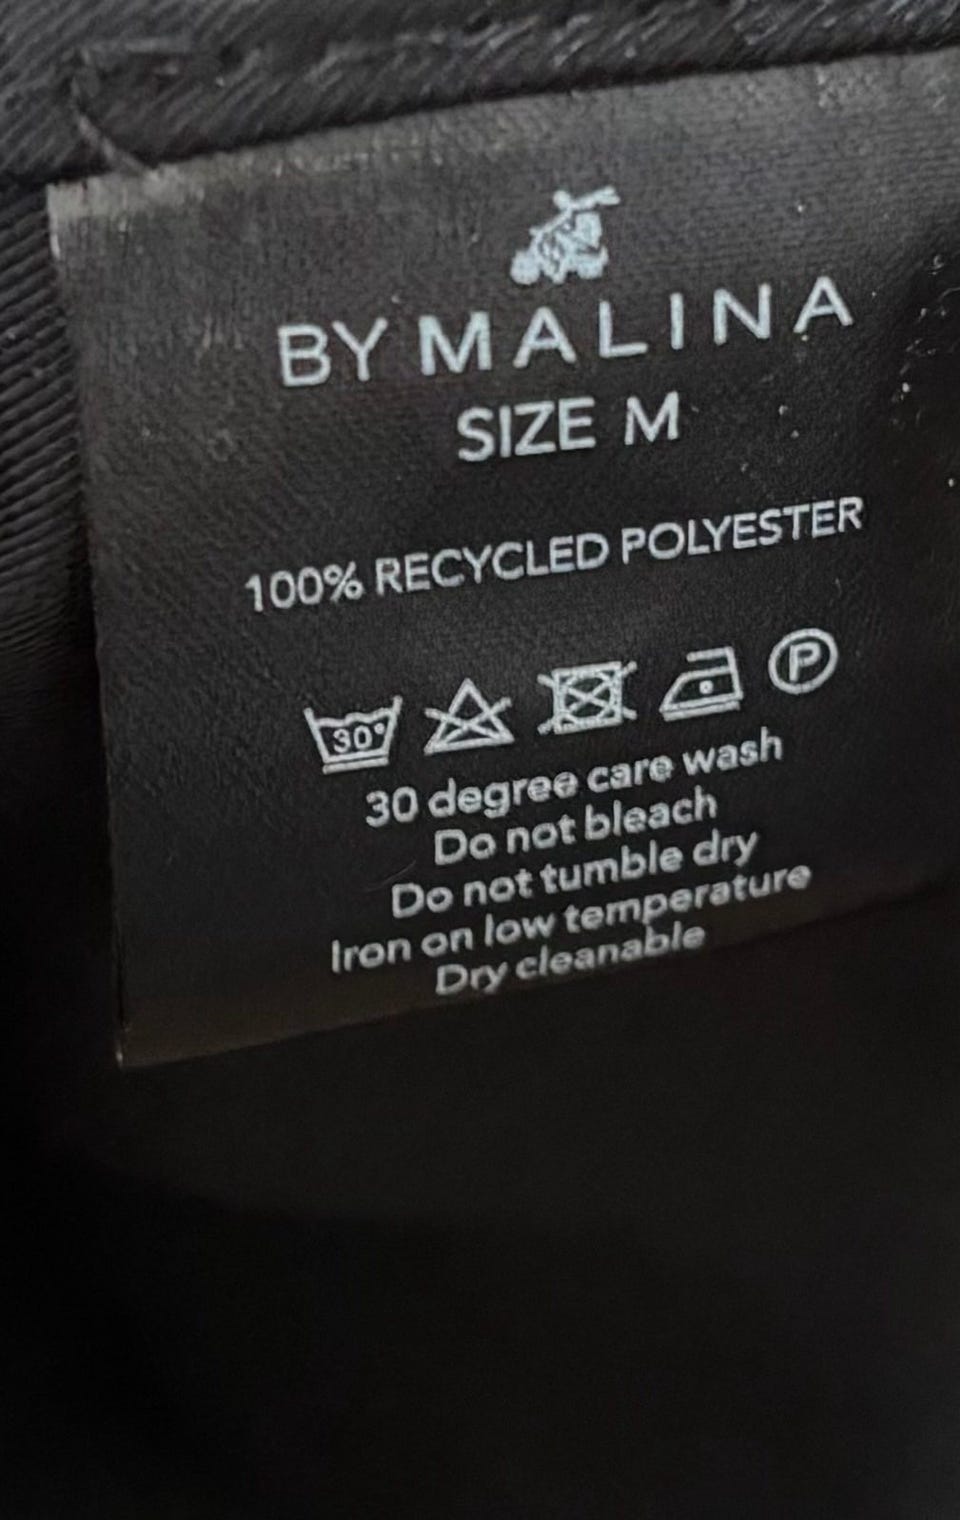 BY MALINA
SIZE M
100% RECYCLED POLYESTER
30° P
30 degree care wash
Do not bleach
Do not tumble dry
Iron on low temperature
Dry cleanable